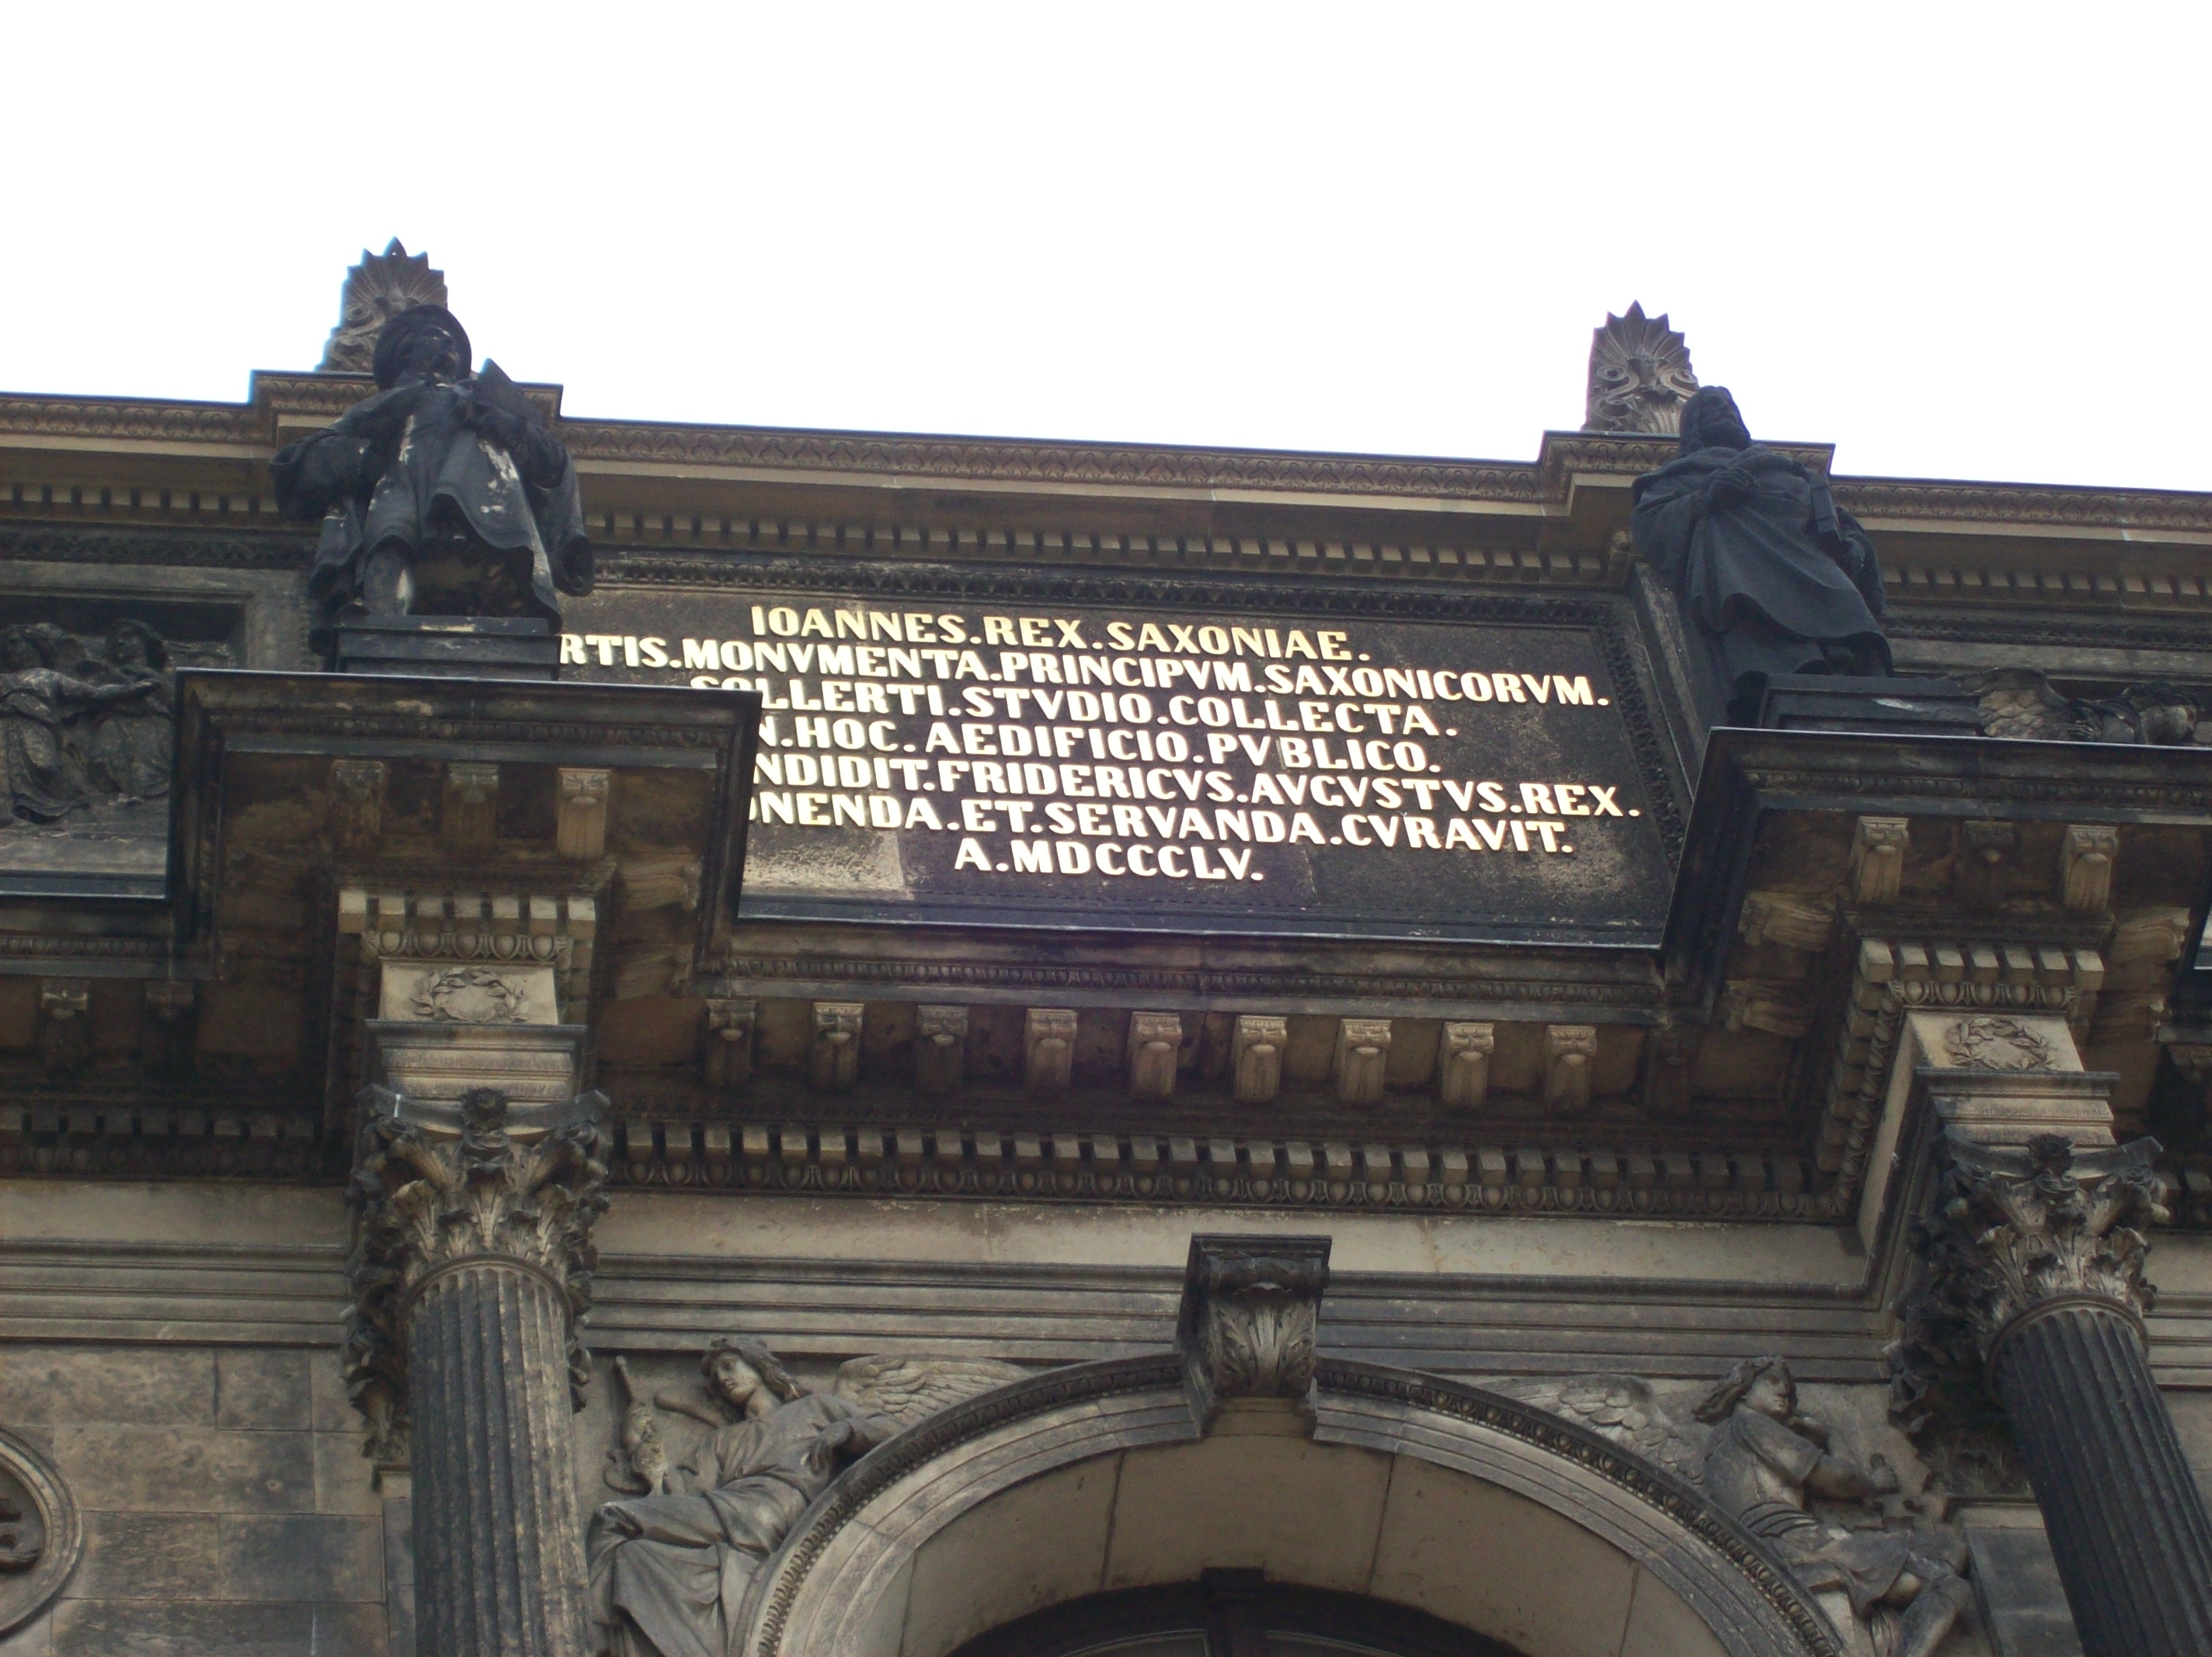 IOANNES.REX.SAXONIAE.
RTIS.MONVMENTA.PRINCIPVM.SAXONICORVM.
SOLLERTI.STVDIO.COLLECTA.
N.HOC.AEDIFICIO.PVBLICO.
NDIDIT.FRIDERICVS.AVGVSTVS.REX.
ONENDA.ET.SERVANDA.CVRAVIT.
A.MDCCCLV.